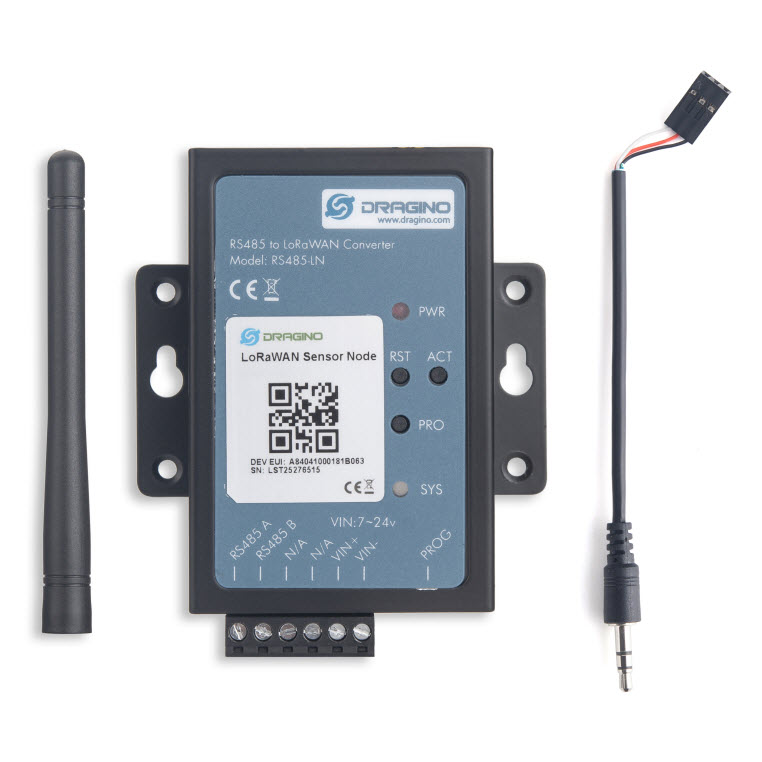 DRAGINO
www.dragino.com
RS485 to LoRaWAN Converter
Model: RS485-LN
CE
PWR
DRAGINO
LoRaWAN Sensor Node
RST ACT
PRO
DEV EUI: A84041000181B063
SN: LST25276515
CE
SYS
VIN:7~24v
RS485 A
RS485 B
N/A
N/A
VIN+
VIN-
PROG